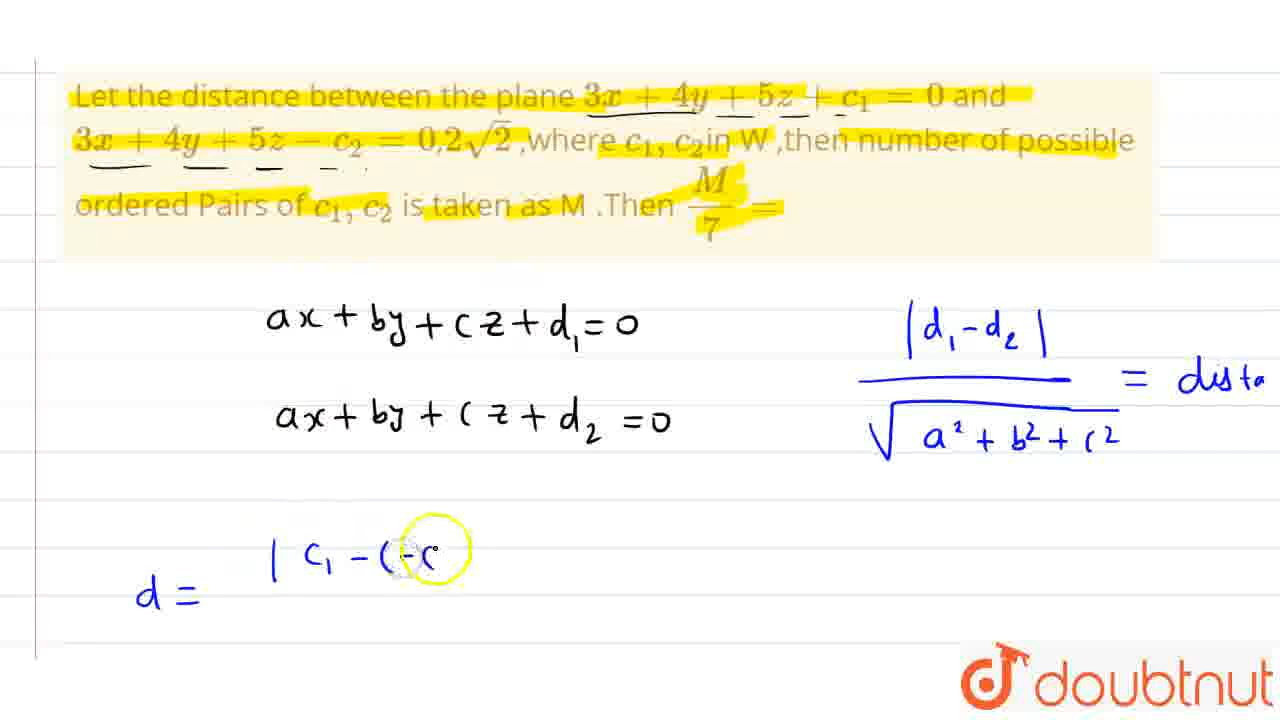 Let the distance between the plane 3x + 4y + 5z + c₁ = 0 and
3x + 4y + 5z − c₂ = 0,2√2 ,where c₁, c₂in W ,then number of possible
ordered Pairs of c₁, c₂ is taken as M .Then M/7 =
ax + by + cz + d₁ = 0
|d₁ - d₂| / √a² + b² + c² = dista
ax + by + cz + d₂ = 0
d = | c₁ - (-c
doubtnut